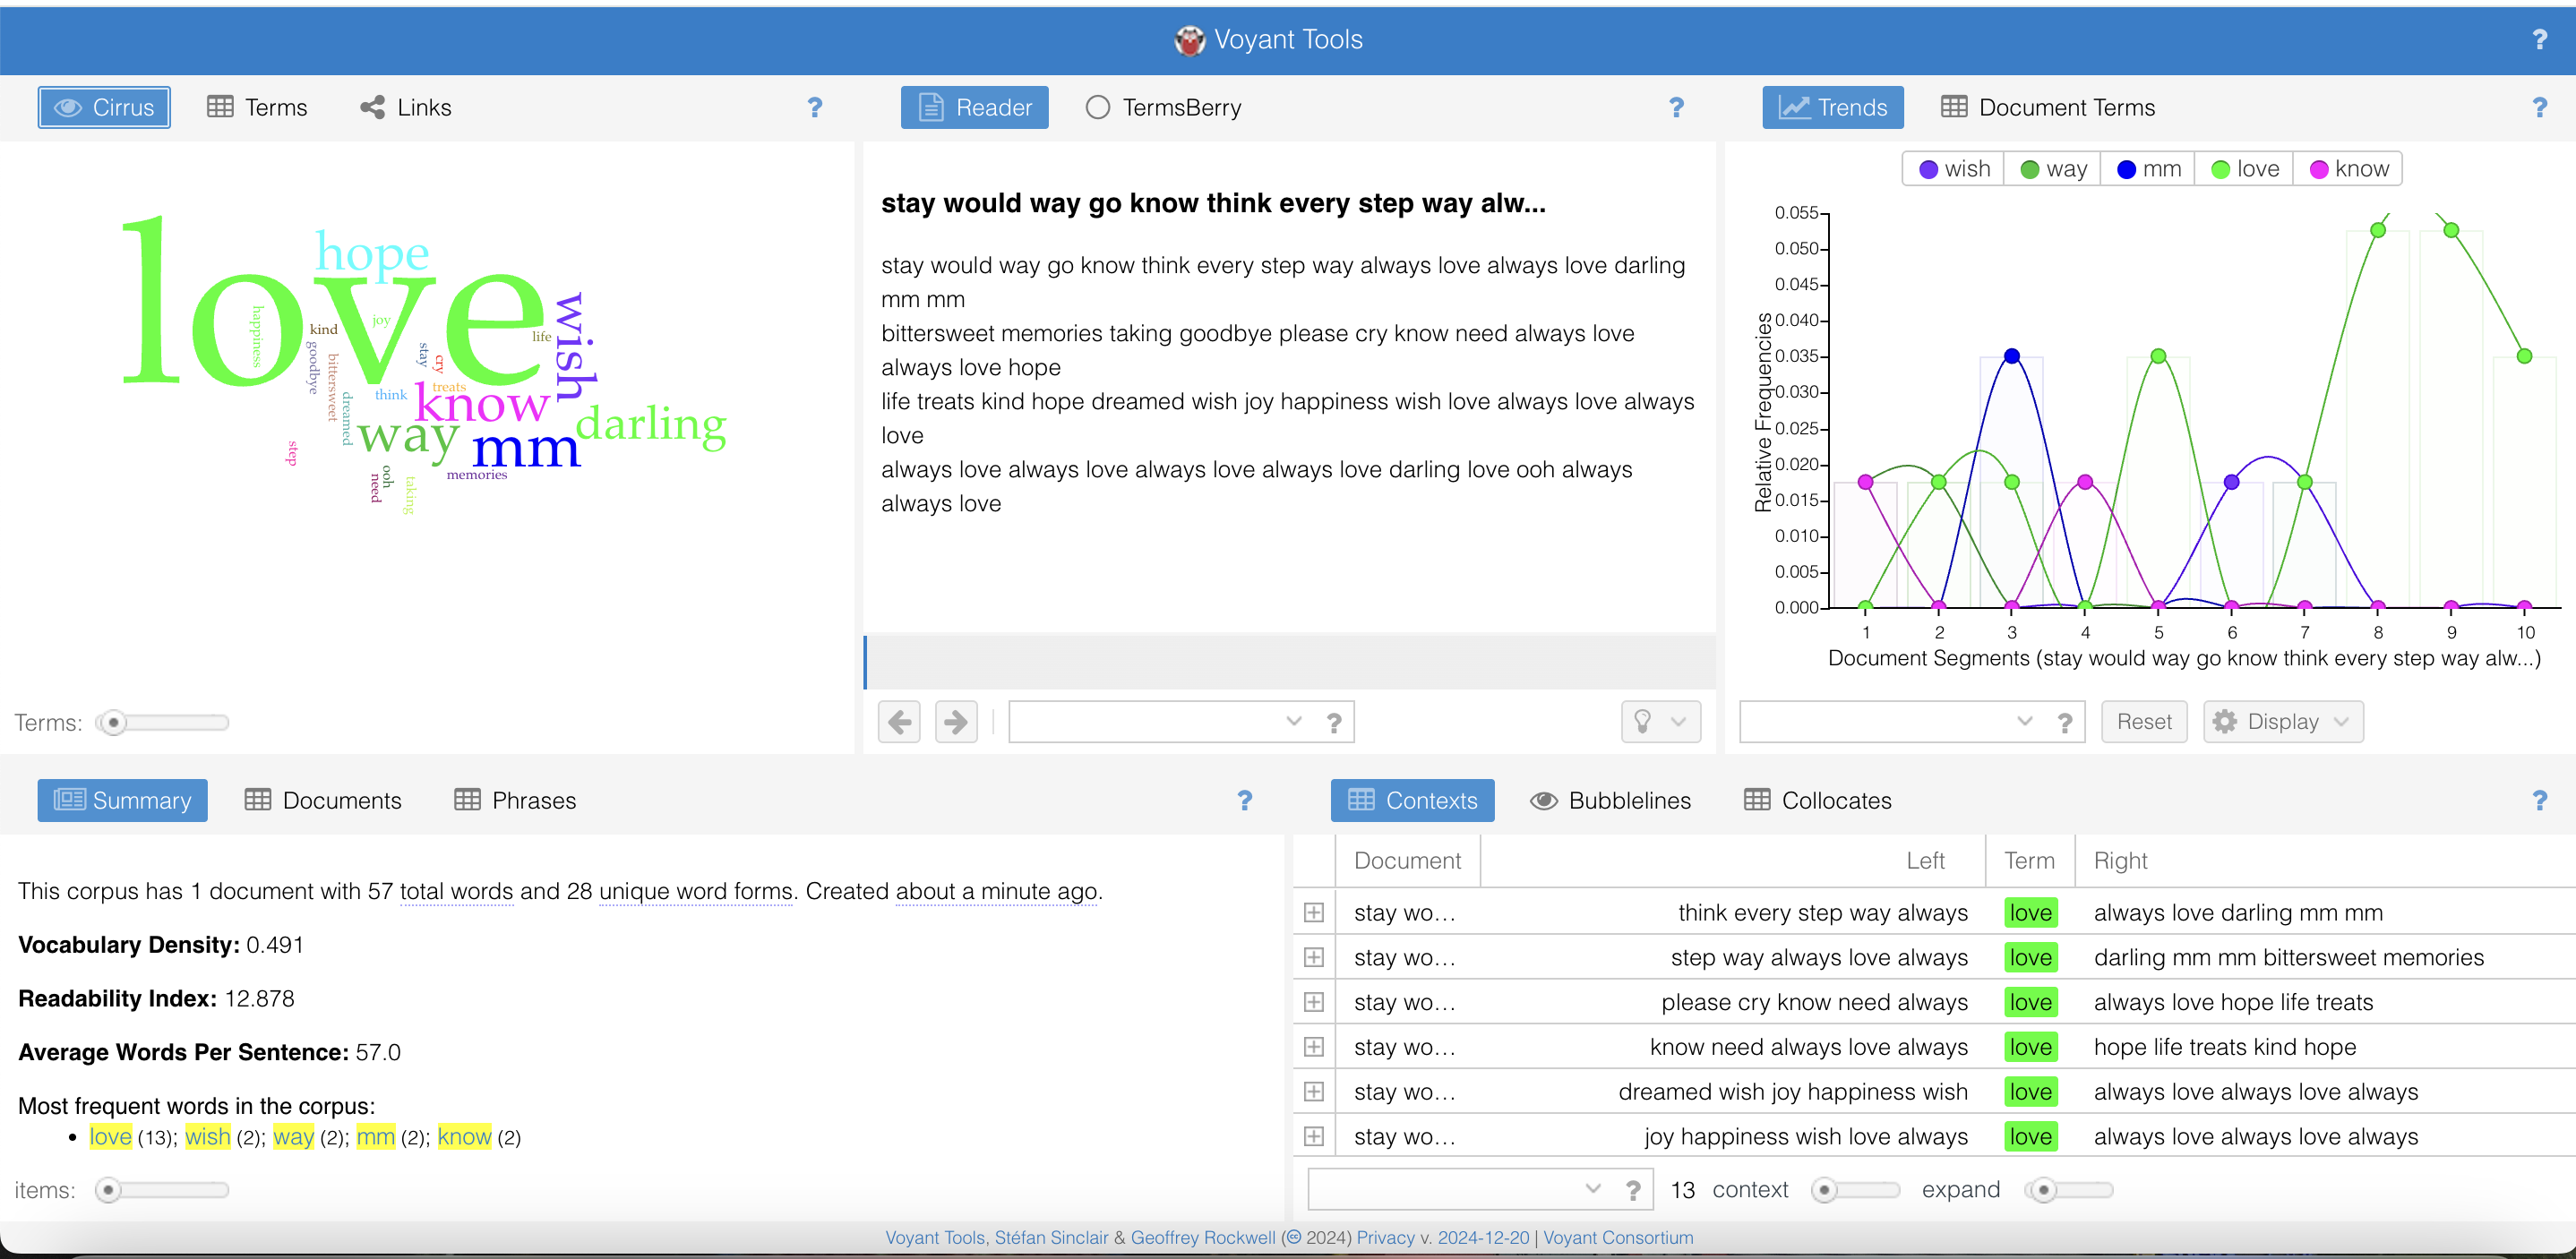 Voyant Tools ?
Cirrus Terms Links ?
love
hope
wish
happiness
kind
joy
life
goodbye
bittersweet
stay
cry
treats
think
dreamed
know
darling
way
mm
step
ooh
need
taking
memories
Terms:
Reader TermsBerry ?
stay would way go know think every step way alw...
stay would way go know think every step way always love always love darling
mm mm
bittersweet memories taking goodbye please cry know need always love
always love hope
life treats kind hope dreamed wish joy happiness wish love always love always
love
always love always love always love always love darling love ooh always
always love
?
Trends Document Terms ?
wish way mm love know
Relative Frequencies
0.055
0.050
0.045
0.040
0.035
0.030
0.025
0.020
0.015
0.010
0.005
0.000
1 2 3 4 5 6 7 8 9 10
Document Segments (stay would way go know think every step way alw...)
? Reset Display
Summary Documents Phrases ?
This corpus has 1 document with 57 total words and 28 unique word forms. Created about a minute ago.
Vocabulary Density: 0.491
Readability Index: 12.878
Average Words Per Sentence: 57.0
Most frequent words in the corpus:
• love (13); wish (2); way (2); mm (2); know (2)
items:
Contexts Bubblelines Collocates ?
Document Left Term Right
stay wo... think every step way always love always love darling mm mm
stay wo... step way always love always love darling mm mm bittersweet memories
stay wo... please cry know need always love always love hope life treats
stay wo... know need always love always love hope life treats kind hope
stay wo... dreamed wish joy happiness wish love always love always love always
stay wo... joy happiness wish love always love always love always love always
? 13 context expand
Voyant Tools, Stéfan Sinclair & Geoffrey Rockwell (cc 2024) Privacy v. 2024-12-20 | Voyant Consortium